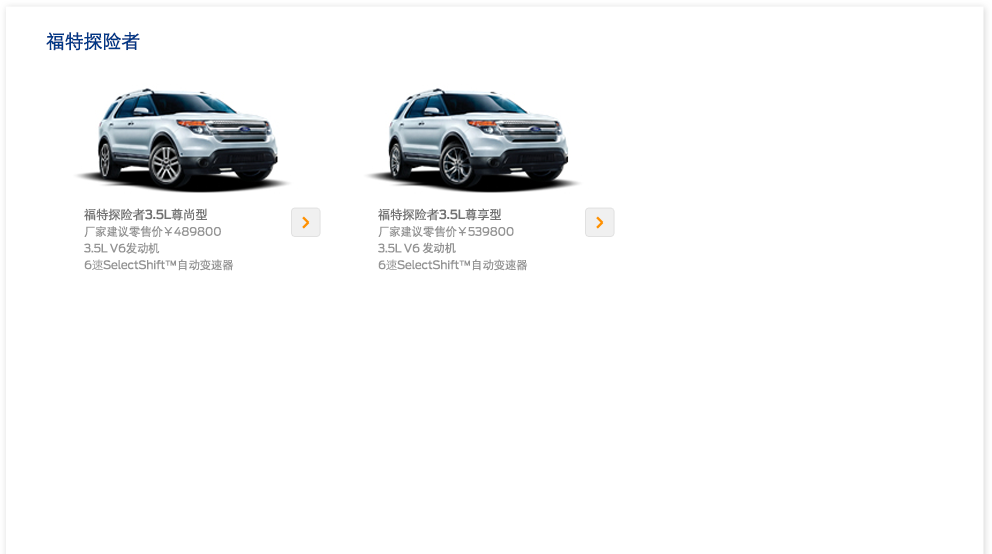 福特探险者
福特探险者3.5L尊尚型
厂家建议零售价￥489800
3.5L V6发动机
6速SelectShift™自动变速器
福特探险者3.5L尊享型
厂家建议零售价￥539800
3.5L V6 发动机
6速SelectShift™自动变速器